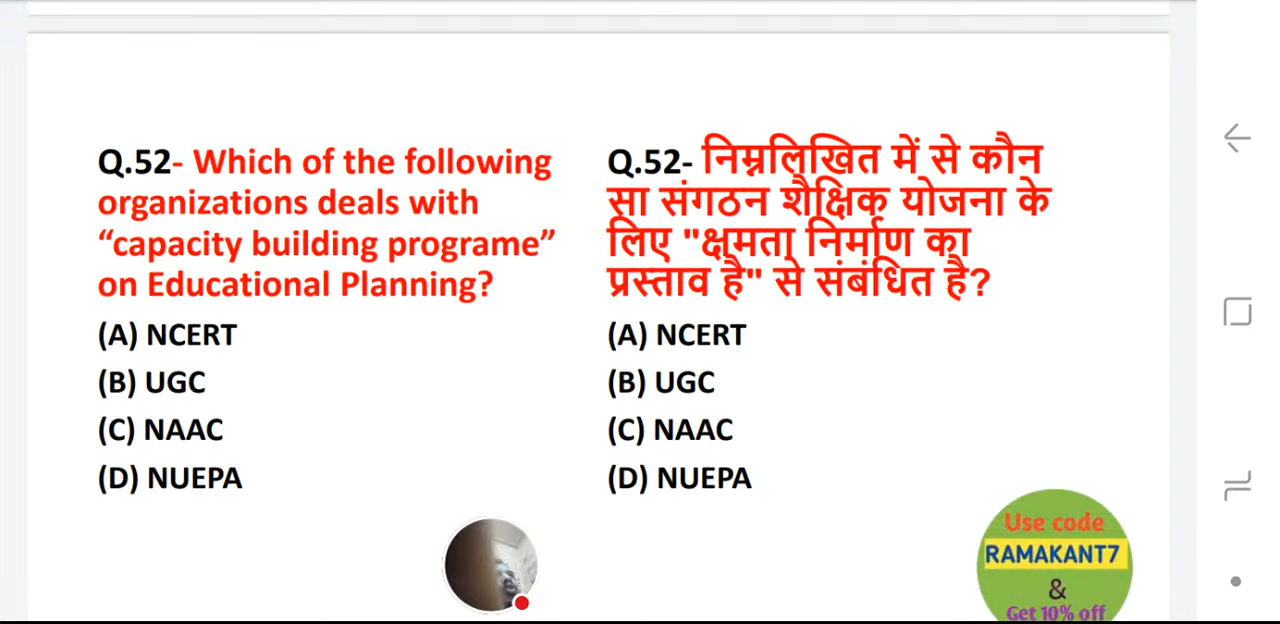 Q.52- Which of the following
organizations deals with
“capacity building programe”
on Educational Planning?
(A) NCERT
(B) UGC
(C) NAAC
(D) NUEPA
Q.52- निम्नलिखित में से कौन
सा संगठन शैक्षिक योजना के
लिए "क्षमता निर्माण का
प्रस्ताव है" से संबंधित है?
(A) NCERT
(B) UGC
(C) NAAC
(D) NUEPA
Use code
RAMAKANT7
&
Get 10% off